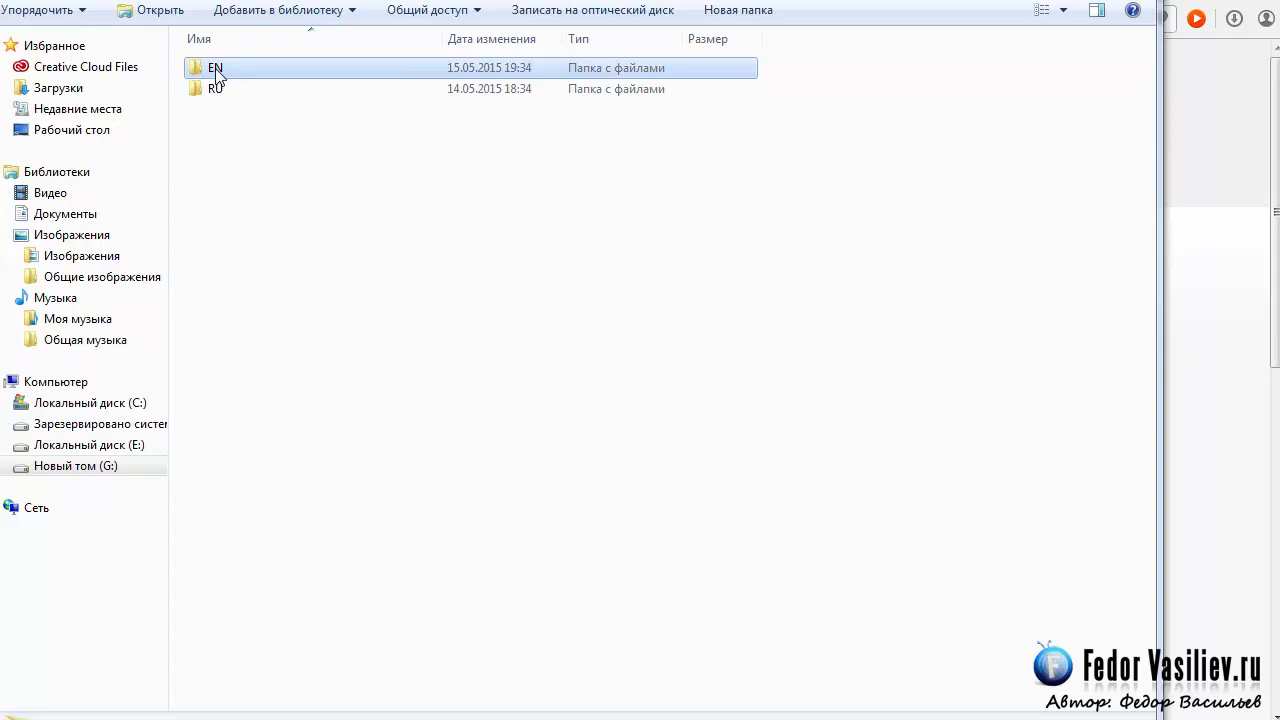 Упорядочить Открыть Добавить в библиотеку Общий доступ Записать на оптический диск Новая папка
Имя Дата изменения Тип Размер
EN 15.05.2015 19:34 Папка с файлами
RU 14.05.2015 18:34 Папка с файлами
Избранное
Creative Cloud Files
Загрузки
Недавние места
Рабочий стол
Библиотеки
Видео
Документы
Изображения
Изображения
Общие изображения
Музыка
Моя музыка
Общая музыка
Компьютер
Локальный диск (C:)
Зарезервировано систем
Локальный диск (E:)
Новый том (G:)
Сеть
Fedor Vasiliev.ru
Автор: Федор Васильев